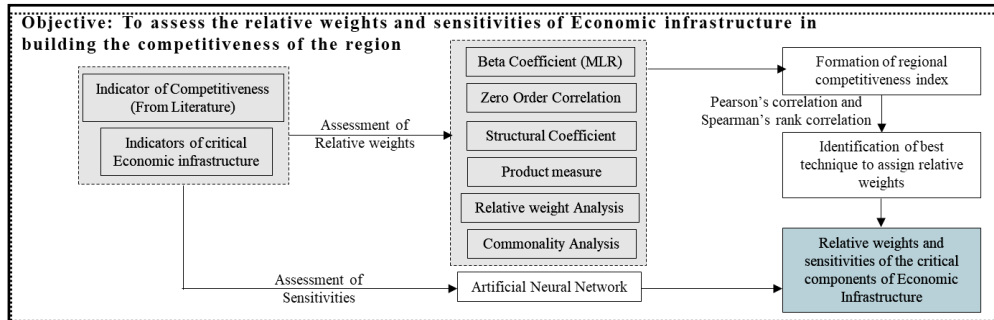 Objective: To assess the relative weights and sensitivities of Economic infrastructure in
building the competitiveness of the region
Indicator of Competitiveness
(From Literature)
Indicators of critical
Economic infrastructure
Assessment of
Relative weights
Beta Coefficient (MLR)
Zero Order Correlation
Structural Coefficient
Product measure
Relative weight Analysis
Commonality Analysis
Formation of regional
competitiveness index
Pearson's correlation and
Spearman's rank correlation
Identification of best
technique to assign relative
weights
Relative weights and
sensitivities of the critical
components of Economic
Infrastructure
Assessment of
Sensitivities
Artificial Neural Network